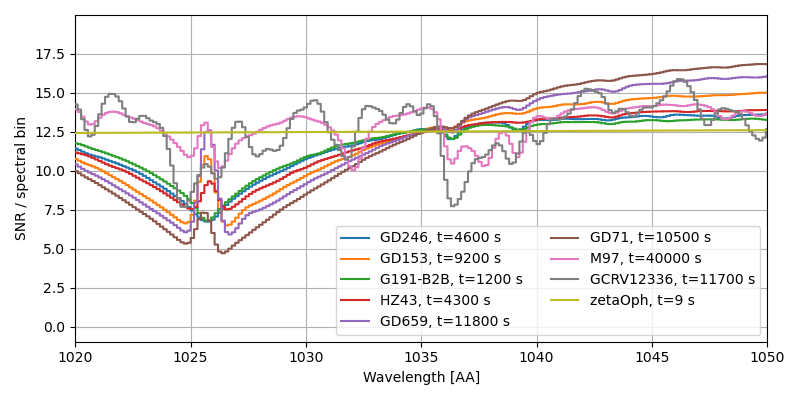 SNR / spectral bin
17.5
15.0
12.5
10.0
7.5
5.0
2.5
0.0
GD246, t=4600 s
GD153, t=9200 s
G191-B2B, t=1200 s
HZ43, t=4300 s
GD659, t=11800 s
GD71, t=10500 s
M97, t=40000 s
GCRV12336, t=11700 s
zetaOph, t=9 s
1020 1025 1030 1035 1040 1045 1050
Wavelength [AA]